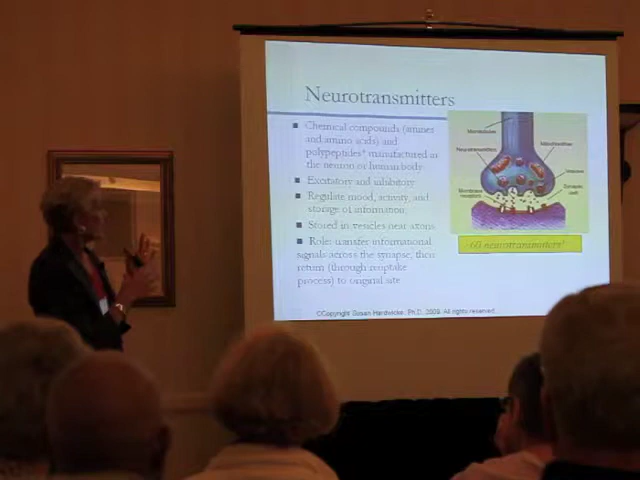 Neurotransmitters
■ Chemical compounds (amines
and amino acids) and
polypeptides* manufactured in
the neuron or human body
■ Excitatory and inhibitory
■ Regulate mood, activity, and
storage of information
■ Stored in vesicles near axons
■ Role: transfer informational
signals across the synapse, then
return (through reuptake
process) to original site
Microtubules
Neurotransmitters
Mitochondrion
Vesicles
Synaptic
cleft
Membrane
receptors
60 neurotransmitters!
©Copyright Susan Hardwicke, Ph.D. 2009. All rights reserved.